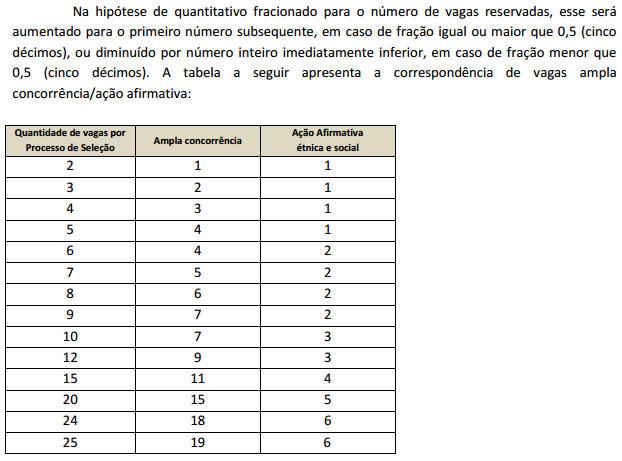 Na hipótese de quantitativo fracionado para o número de vagas reservadas, esse será
aumentado para o primeiro número subsequente, em caso de fração igual ou maior que 0,5 (cinco
décimos), ou diminuído por número inteiro imediatamente inferior, em caso de fração menor que
0,5 (cinco décimos). A tabela a seguir apresenta a correspondência de vagas ampla
concorrência/ação afirmativa:
Quantidade de vagas por Processo de Seleção Ampla concorrência Ação Afirmativa étnica e social
2 1 1
3 2 1
4 3 1
5 4 1
6 4 2
7 5 2
8 6 2
9 7 2
10 7 3
12 9 3
15 11 4
20 15 5
24 18 6
25 19 6